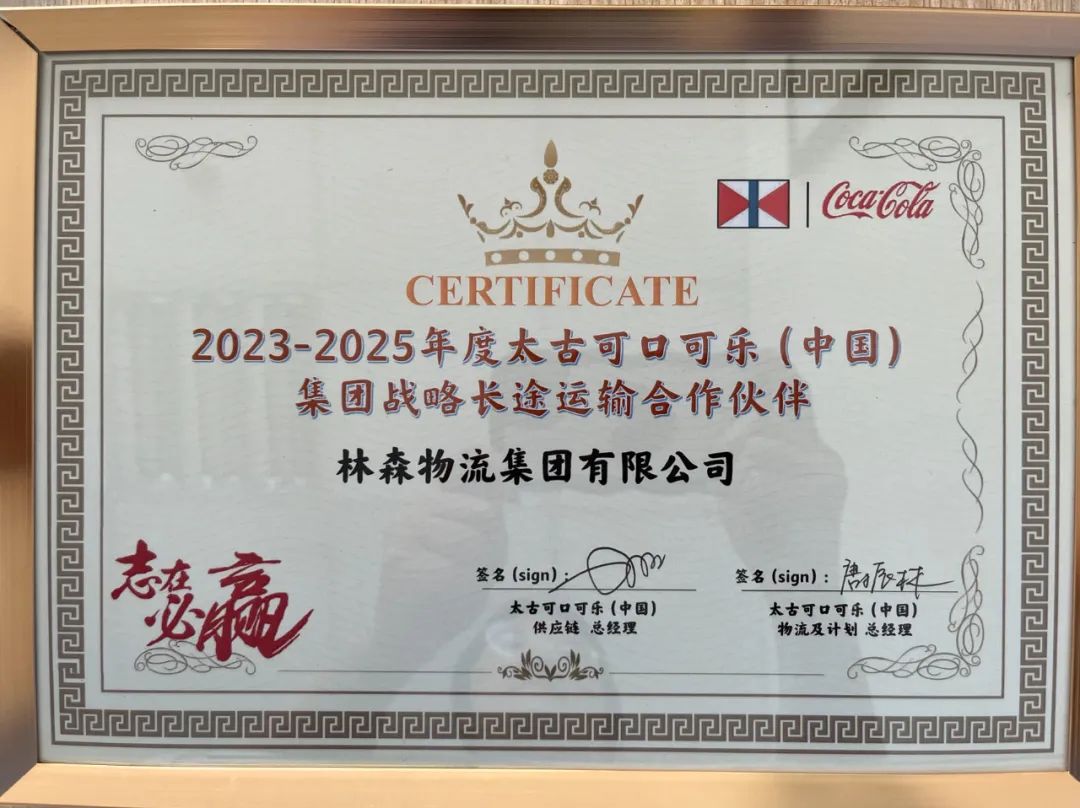 Coca-Cola
CERTIFICATE
2023-2025年度太古可口可乐（中国）
集团战略长途运输合作伙伴
林森物流集团有限公司
志在必赢
签名(sign)：
太古可口可乐（中国）
供应链 总经理
签名(sign)：
太古可口可乐（中国）
物流及计划 总经理